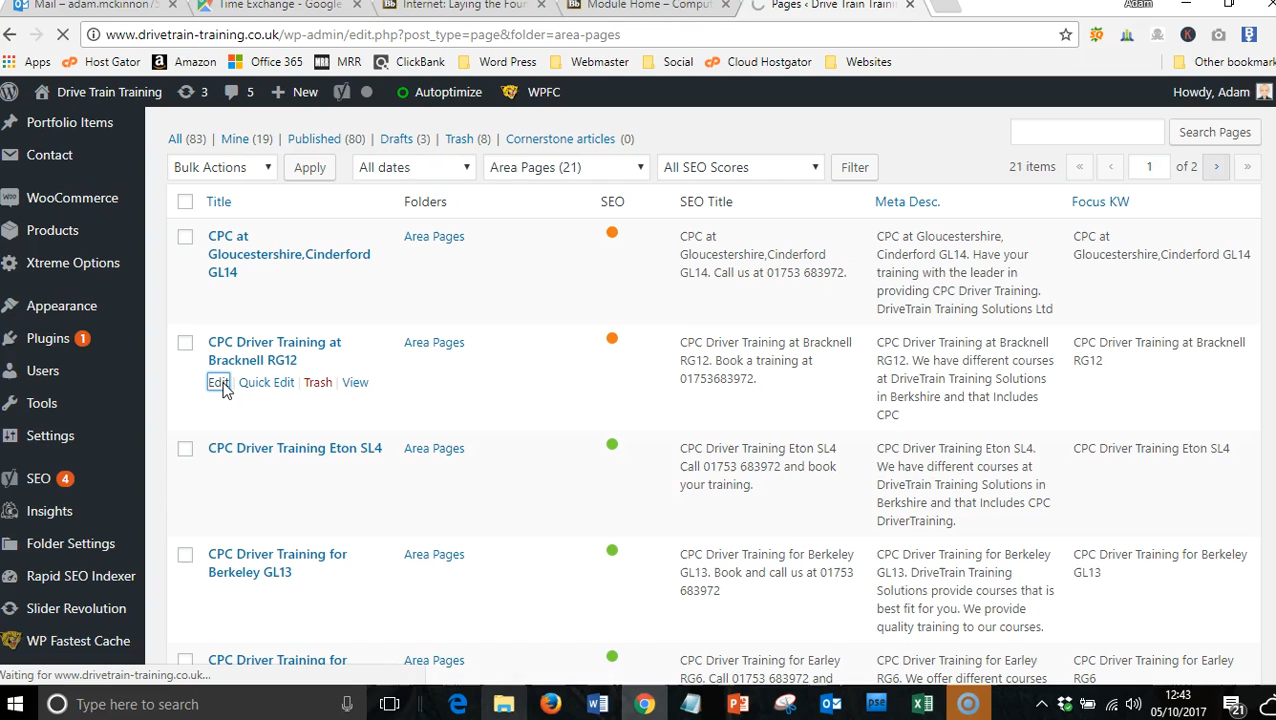 Mail – adam.mckinnon@
Time Exchange - Google
Internet: Laying the Four
Module Home – Comput
Pages ‹ Drive Train Trainin
Adam
www.drivetrain-training.co.uk/wp-admin/edit.php?post_type=page&folder=area-pages
Apps Host Gator Amazon Office 365 MRR ClickBank Word Press Webmaster Social Cloud Hostgator Websites Other bookmark
Drive Train Training 3 5 New Autoptimize WPFC Howdy, Adam
Portfolio Items
Contact
WooCommerce
Products
Xtreme Options
Appearance
Plugins 1
Users
Tools
Settings
SEO 4
Insights
Folder Settings
Rapid SEO Indexer
Slider Revolution
WP Fastest Cache
All (83) | Mine (19) | Published (80) | Drafts (3) | Trash (8) | Cornerstone articles (0)
Search Pages
Bulk Actions Apply All dates Area Pages (21) All SEO Scores Filter 21 items « ‹ 1 of 2 › »
Title Folders SEO SEO Title Meta Desc. Focus KW
CPC at
Gloucestershire,Cinderford
GL14
Area Pages
CPC at
Gloucestershire,Cinderford
GL14. Call us at 01753 683972.
CPC at Gloucestershire,
Cinderford GL14. Have your
training with the leader in
providing CPC Driver Training.
DriveTrain Training Solutions Ltd
CPC at
Gloucestershire,Cinderford GL14
CPC Driver Training at
Bracknell RG12
Edit | Quick Edit | Trash | View
Area Pages
CPC Driver Training at Bracknell
RG12. Book a training at
01753683972.
CPC Driver Training at Bracknell
RG12. We have different courses
at DriveTrain Training Solutions
in Berkshire and that Includes
CPC
CPC Driver Training at Bracknell
RG12
CPC Driver Training Eton SL4
Area Pages
CPC Driver Training Eton SL4
Call 01753 683972 and book
your training.
CPC Driver Training Eton SL4.
We have different courses at
DriveTrain Training Solutions in
Berkshire and that Includes CPC
DriverTraining.
CPC Driver Training Eton SL4
CPC Driver Training for
Berkeley GL13
Area Pages
CPC Driver Training for Berkeley
GL13. Book and call us at 01753
683972
CPC Driver Training for Berkeley
GL13. DriveTrain Training
Solutions provide courses that is
best fit for you. We provide
quality training to our courses.
CPC Driver Training for Berkeley
GL13
CPC Driver Training for
Area Pages
CPC Driver Training for Earley
RG6. Call 01753 683972 and
CPC Driver Training for Earley
RG6. We offer different courses
CPC Driver Training for Earley
RG6
Waiting for www.drivetrain-training.co.uk...
Type here to search
12:43
05/10/2017
21